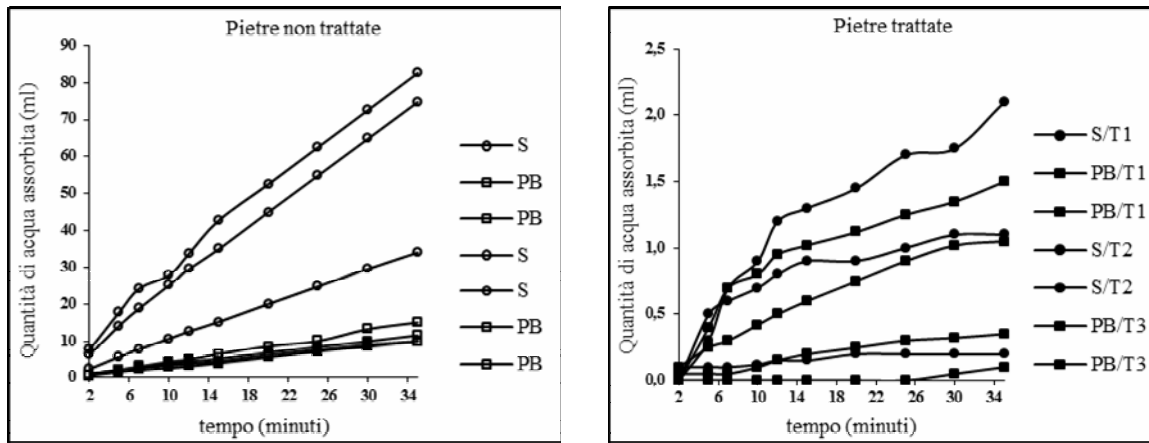 Pietre non trattate
Quantità di acqua assorbita (ml)
90
80
70
60
50
40
30
20
10
0
2 6 10 14 18 22 26 30 34
tempo (minuti)
S
PB
PB
S
S
PB
PB
Pietre trattate
Quantità di acqua assorbita (ml)
2,5
2,0
1,5
1,0
0,5
0,0
2 6 10 14 18 22 26 30 34
tempo (minuti)
S/T1
PB/T1
PB/T1
S/T2
S/T2
PB/T3
PB/T3